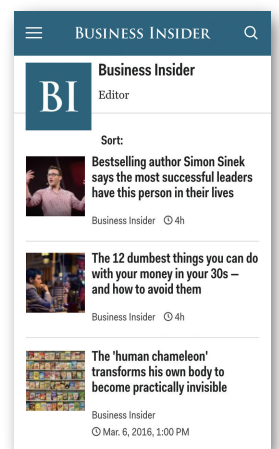 BUSINESS INSIDER
BI
Business Insider
Editor
Sort:
Bestselling author Simon Sinek
says the most successful leaders
have this person in their lives
Business Insider 4h
The 12 dumbest things you can do
with your money in your 30s —
and how to avoid them
Business Insider 4h
The 'human chameleon'
transforms his own body to
become practically invisible
Business Insider
Mar. 6, 2016, 1:00 PM